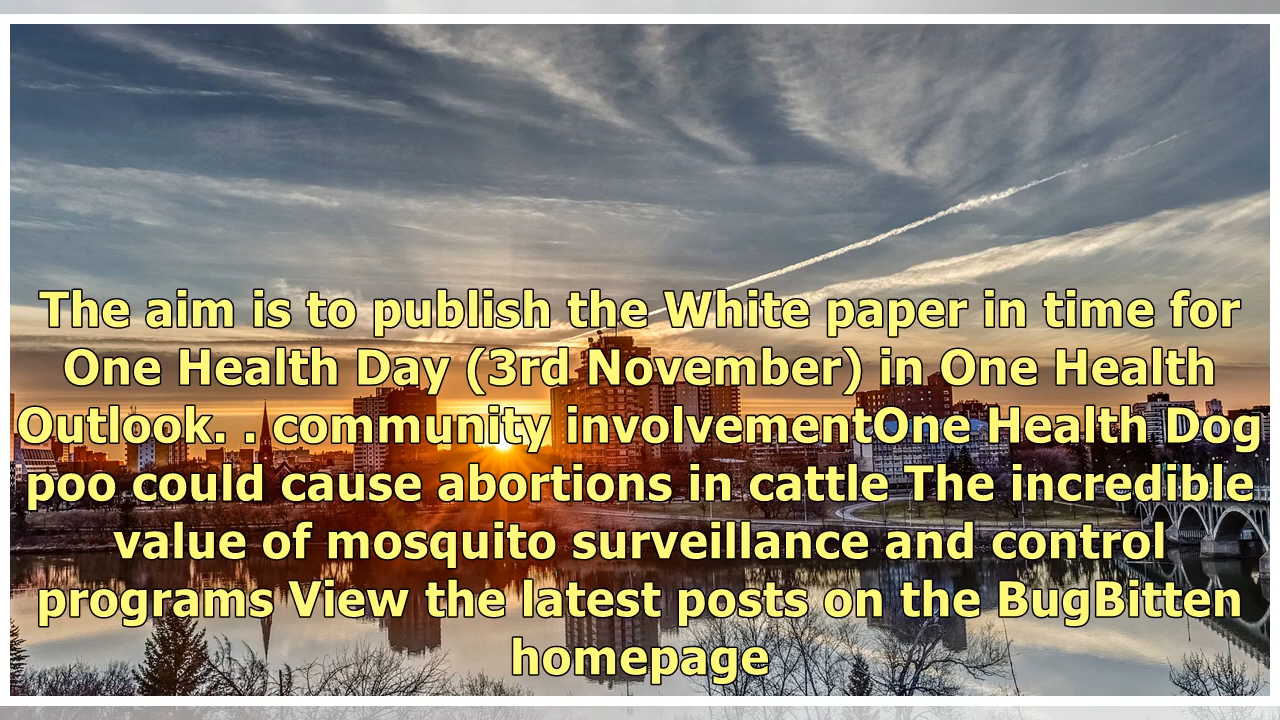 The aim is to publish the White paper in time for
One Health Day (3rd November) in One Health
Outlook. . community involvementOne Health Dog
poo could cause abortions in cattle The incredible
value of mosquito surveillance and control
programs View the latest posts on the BugBitten
homepage